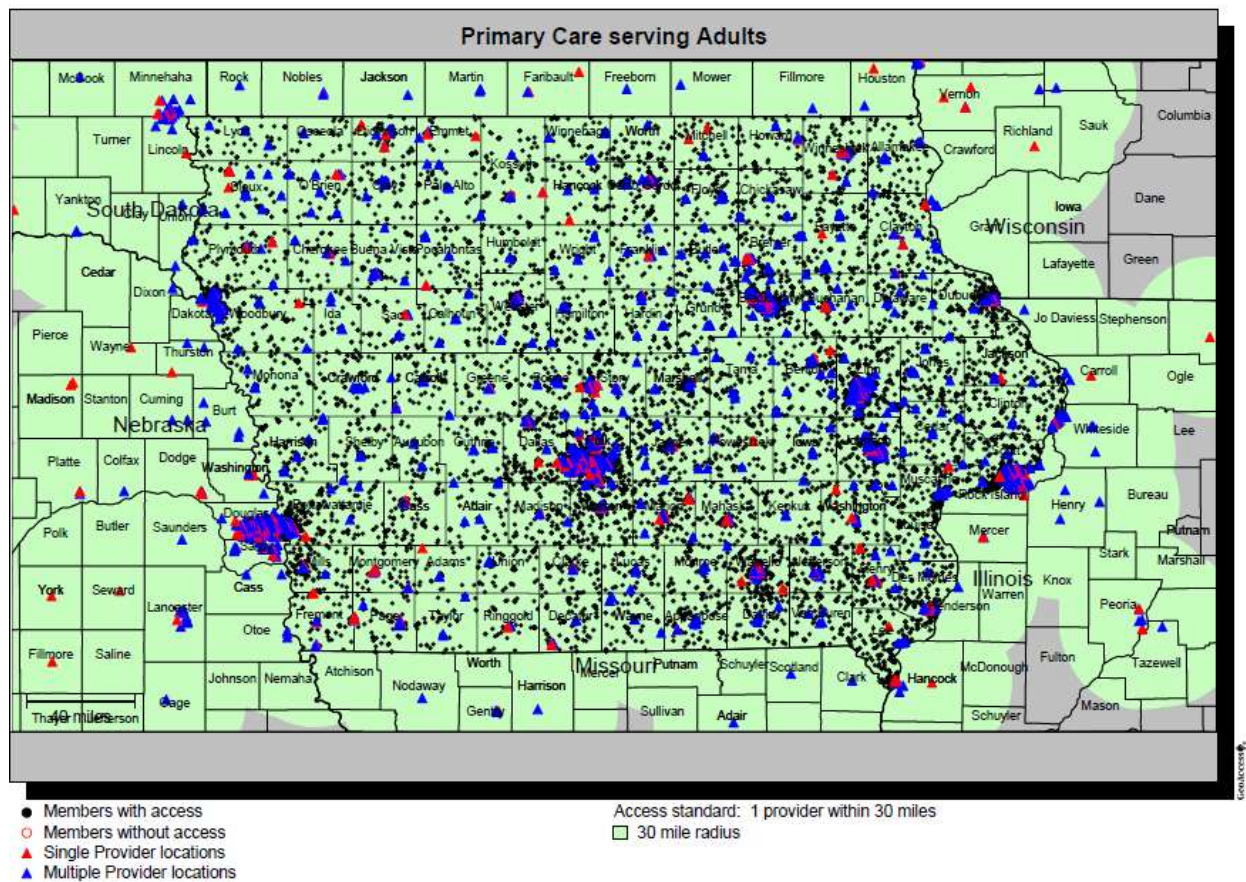 Primary Care serving Adults
Minnehaha Rock Nobles Jackson Martin Faribault Freeborn Mower Fillmore Houston
Vernon
Columbia
Richland Sauk
Crawford
Turner
Lincoln
Osceola Emmet Winnebago Worth Mitchell Howard Winneshiek Allamakee
Kossuth
Sioux O'Brien Clay Palo Alto Hancock Cerro Gordo Floyd Chickasaw
Yankton
South Dakota
Clay Union
Iowa
Dane
Grant
Wisconsin
Plymouth Cherokee Buena Vista Pocahontas Humboldt Wright Franklin Butler Bremer Fayette Clayton
Lafayette Green
Cedar
Dixon
Dakota Woodbury Ida Sac Calhoun Webster Hamilton Hardin Grundy Buchanan Delaware Dubuque
Jo Daviess Stephenson
Pierce
Wayne
Thurston
Monona Crawford Carroll Greene Boone Story Marshall Tama Benton Linn Jones Jackson
Carroll Ogle
Madison Stanton Cuming
Burt
Clinton
Nebraska
Harrison Shelby Audubon Guthrie Dallas Polk Jasper Poweshiek Iowa Johnson Cedar
Whiteside Lee
Platte Colfax Dodge
Washington
Muscatine
Rock Island
Henry Bureau
Douglas
Cass Adair Madison Marion Mahaska Keokuk Washington
Polk Butler Saunders
Mercer
Putnam
Stark Marshall
Mills Montgomery Adams Union Clarke Lucas Monroe Wapello Jefferson Henry Des Moines
Illinois
Cass
Henderson Warren Knox
York Seward
Lancaster
Peoria
Otoe
Fremont Page Taylor Ringgold Decatur Wayne Appanoose Davis Van Buren Lee
Fillmore Saline
Fulton
Tazewell
Johnson Nemaha Atchison
Worth
Missouri
Mercer
Putnam Schuyler Scotland
Clark
Hancock
McDonough
Nodaway
Harrison
Gentry
Sullivan
Adair
Schuyler
Mason
40 miles
Thayer Jefferson
Gage
GeoAccess
Members with access
Members without access
Single Provider locations
Multiple Provider locations
Access standard: 1 provider within 30 miles
30 mile radius